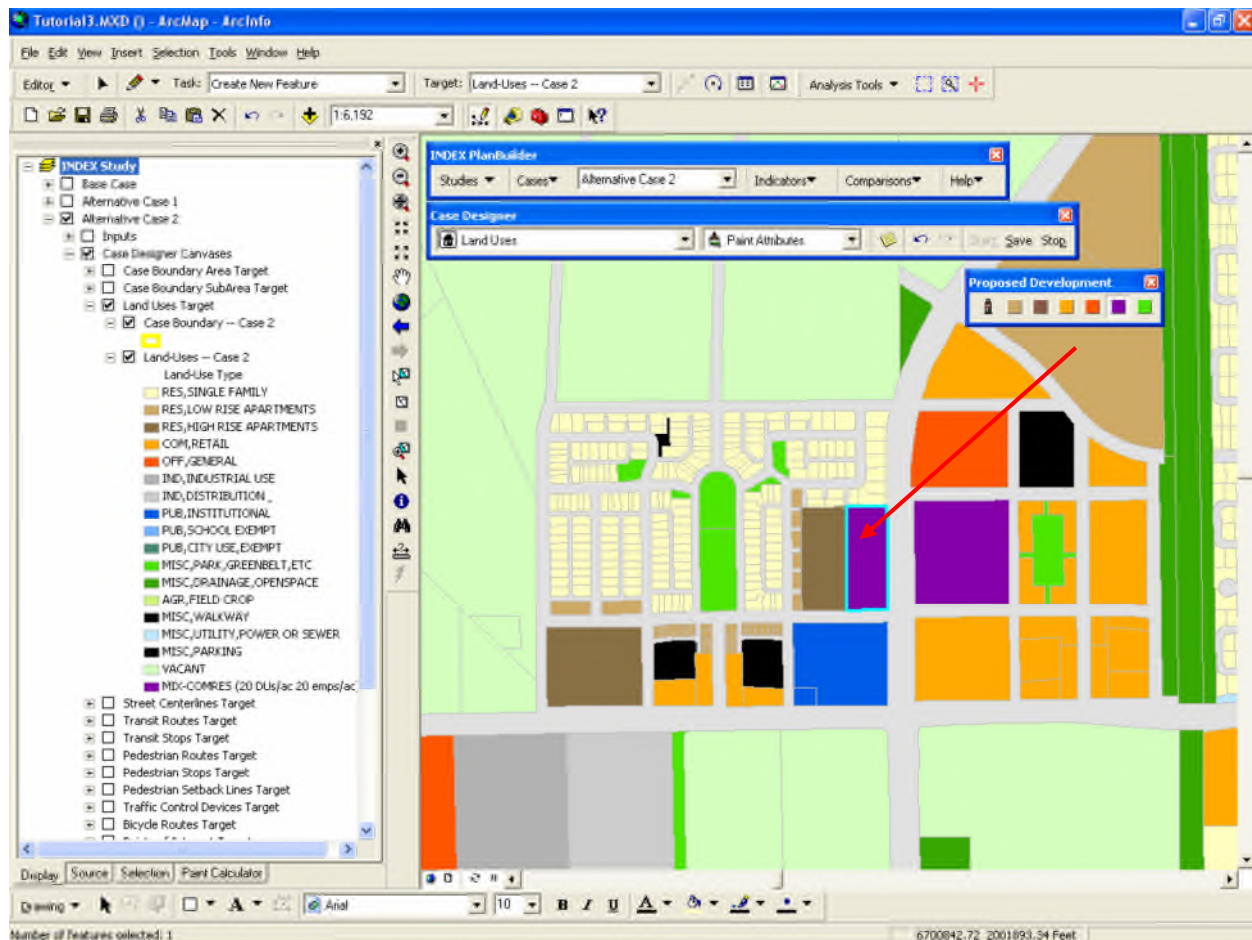 Tutorial3.MXD () - ArcMap - ArcInfo
File Edit View Insert Selection Tools Window Help
Editor Task: Create New Feature Target: Land-Uses -- Case 2 Analysis Tools
1:6,192
INDEX Study
Base Case
Alternative Case 1
Alternative Case 2
Inputs
Case Designer Canvases
Case Boundary Area Target
Case Boundary SubArea Target
Land Uses Target
Case Boundary -- Case 2
Land-Uses -- Case 2
Land-Use Type
RES,SINGLE FAMILY
RES,LOW RISE APARTMENTS
RES,HIGH RISE APARTMENTS
COM,RETAIL
OFF,GENERAL
IND,INDUSTRIAL USE
IND,DISTRIBUTION _
PUB,INSTITUTIONAL
PUB,SCHOOL EXEMPT
PUB,CITY USE,EXEMPT
MISC,PARK,GREENBELT,ETC
MISC,DRAINAGE,OPENSPACE
AGR,FIELD CROP
MISC,WALKWAY
MISC,UTILITY,POWER OR SEWER
MISC,PARKING
VACANT
MIX-COMRES (20 DUs/ac 20 emps/ac
Street Centerlines Target
Transit Routes Target
Transit Stops Target
Pedestrian Routes Target
Pedestrian Stops Target
Pedestrian Setback Lines Target
Traffic Control Devices Target
Bicycle Routes Target
Display Source Selection Paint Calculator
INDEX PlanBuilder
Studies Cases Alternative Case 2 Indicators Comparisons Help
Case Designer
Land Uses Paint Attributes Start Save Stop
Proposed Development
Drawing A Arial 10 B I U A
Number of features selected: 1
6700842.72 2001893.34 Feet